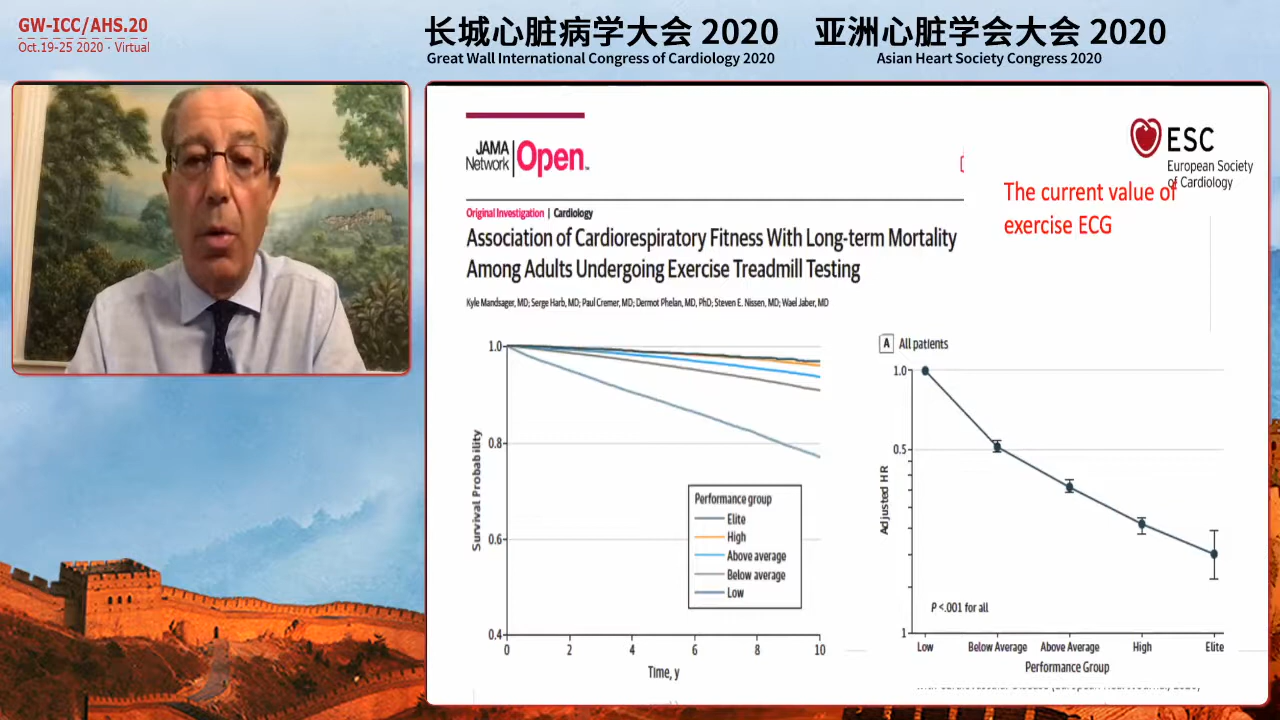 GW-ICC/AHS.20
Oct.19-25 2020 · Virtual
长城心脏病学大会 2020
Great Wall International Congress of Cardiology 2020
亚洲心脏学会大会 2020
Asian Heart Society Congress 2020
JAMA
Network Open™
ESC
European Society
of Cardiology
The current value of
exercise ECG
Original Investigation | Cardiology
Association of Cardiorespiratory Fitness With Long-term Mortality
Among Adults Undergoing Exercise Treadmill Testing
Kyle Mandsager, MD; Serge Harb, MD; Paul Cremer, MD; Dermot Phelan, MD, PhD; Steven E. Nissen, MD; Wael Jaber, MD
1.0
0.8
0.6
0.4
Survival Probability
0 2 4 6 8 10
Time, y
Performance group
Elite
High
Above average
Below average
Low
A All patients
1.0
0.5
1
Adjusted HR
P <.001 for all
Low Below Average Above Average High Elite
Performance Group